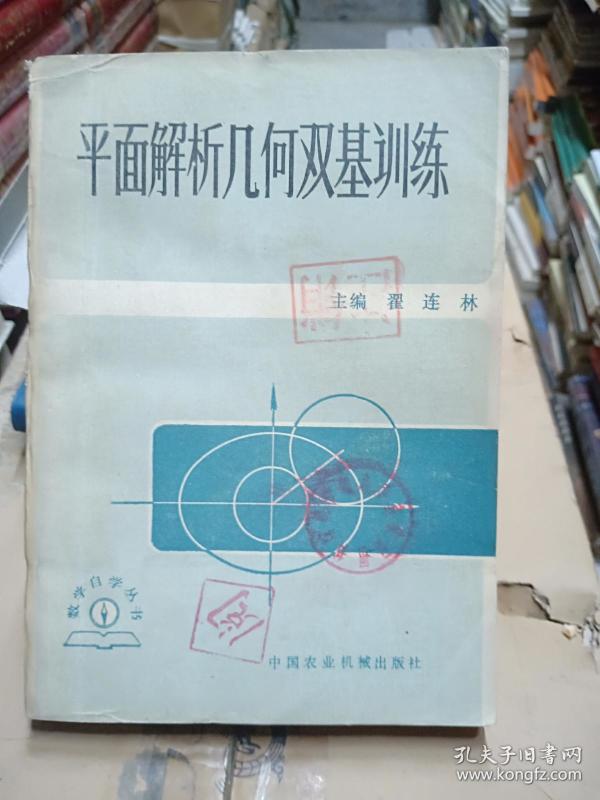 平面解析几何双基训练
主编 翟连林
数学自学丛书
中国农业机械出版社
孔夫子旧书网
www.kongfz.com